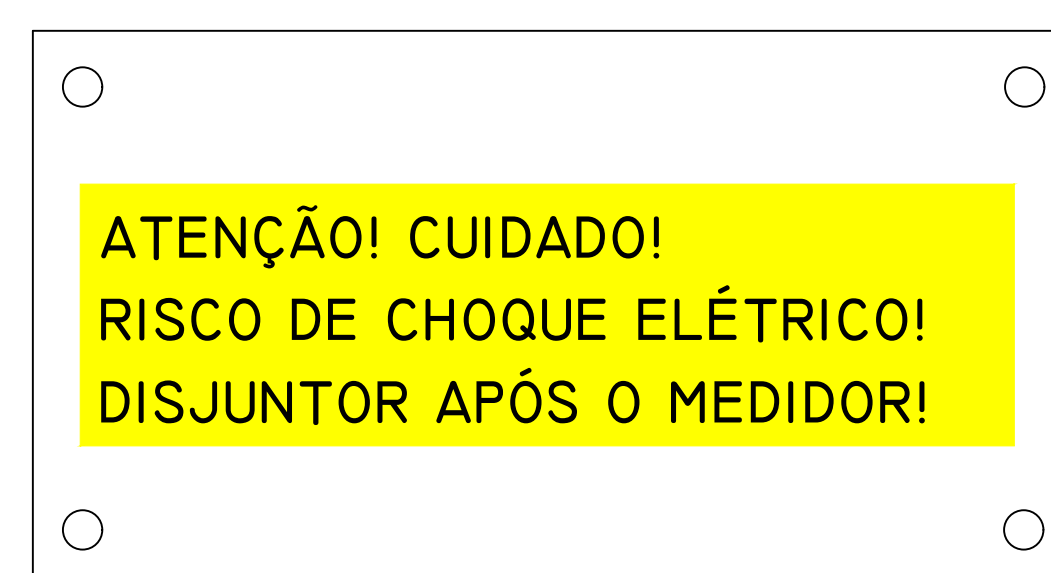 ATENÇÃO! CUIDADO!
RISCO DE CHOQUE ELÉTRICO!
DISJUNTOR APÓS O MEDIDOR!